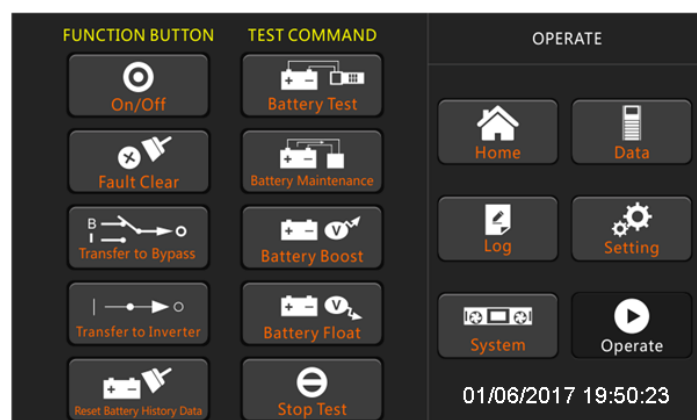 FUNCTION BUTTON
TEST COMMAND
On/Off
Battery Test
Fault Clear
Battery Maintenance
B
I
Transfer to Bypass
V
Battery Boost
Transfer to Inverter
V
Battery Float
Reset Battery History Data
Stop Test
OPERATE
Home
Data
Log
Setting
System
Operate
01/06/2017 19:50:23